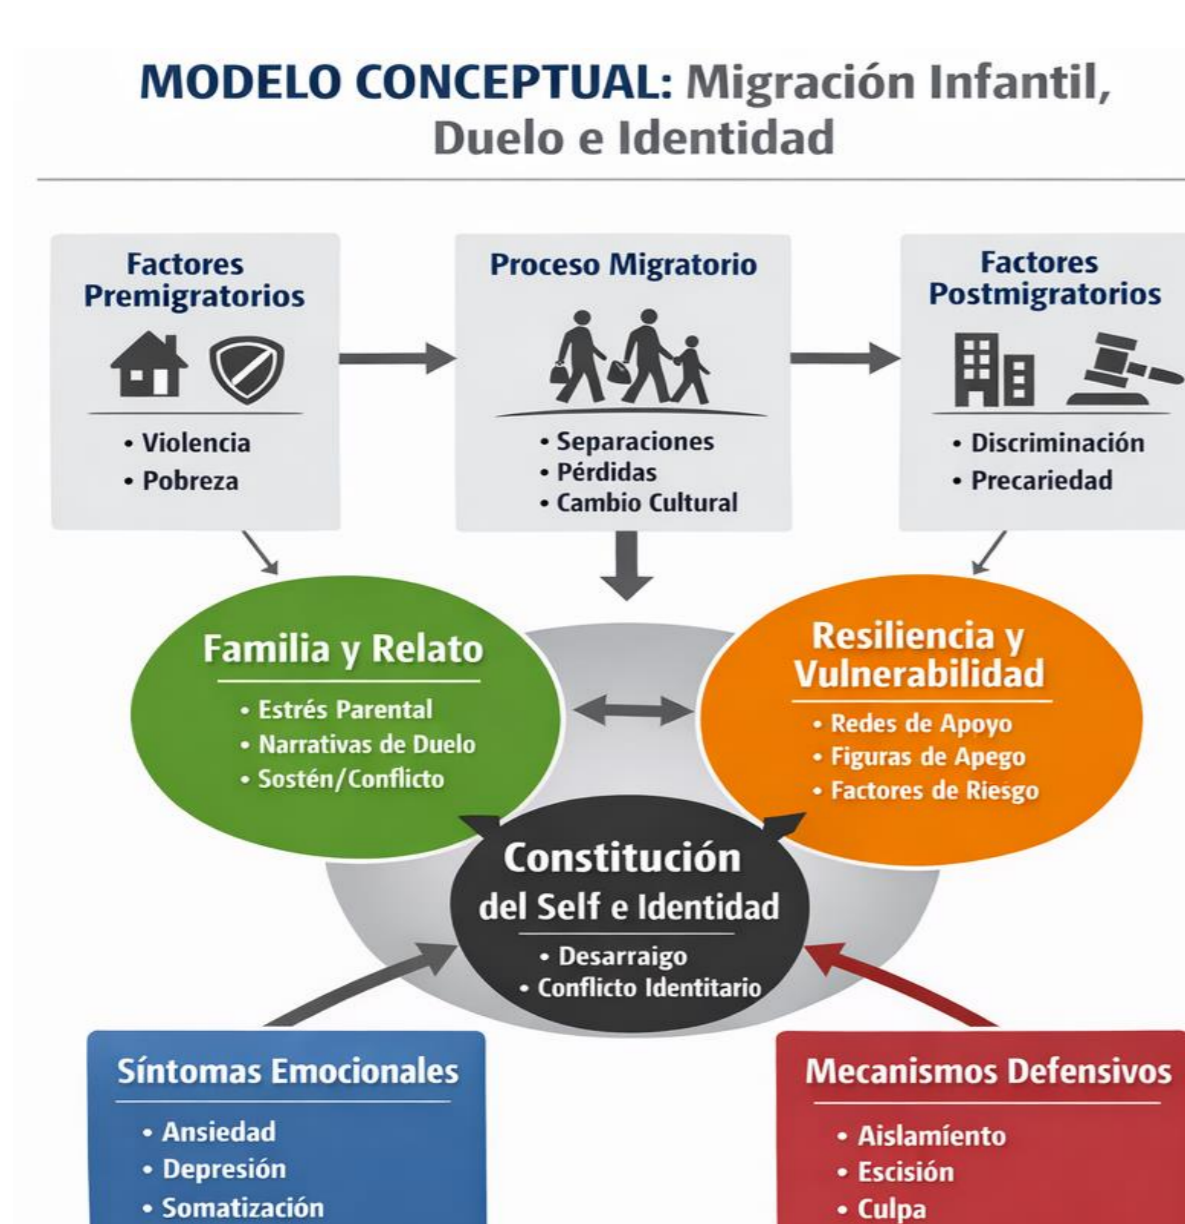 MODELO CONCEPTUAL: Migración Infantil,
Duelo e Identidad
Factores
Premigratorios
• Violencia
• Pobreza
Proceso Migratorio
• Separaciones
• Pérdidas
• Cambio Cultural
Factores
Postmigratorios
• Discriminación
• Precariedad
Familia y Relato
• Estrés Parental
• Narrativas de Duelo
• Sostén/Conflicto
Resiliencia y
Vulnerabilidad
• Redes de Apoyo
• Figuras de Apego
• Factores de Riesgo
Constitución
del Self e Identidad
• Desarraigo
• Conflicto Identitario
Síntomas Emocionales
• Ansiedad
• Depresión
• Somatización
Mecanismos Defensivos
• Aislamíento
• Escisión
• Culpa